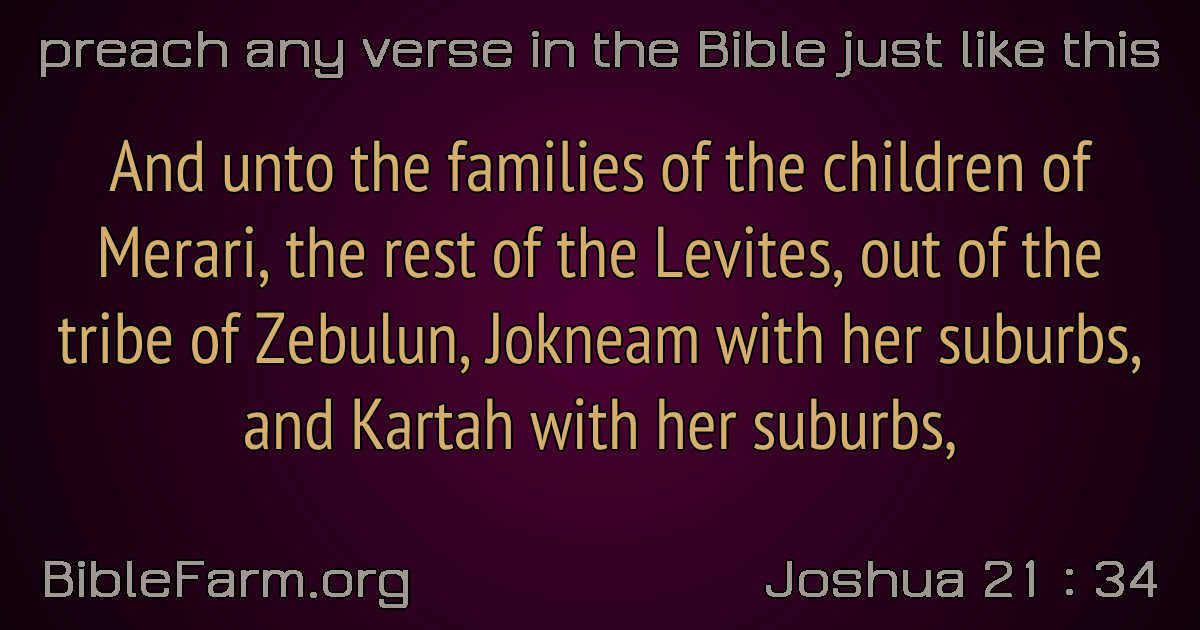 preach any verse in the Bible just like this
And unto the families of the children of
Merari, the rest of the Levites, out of the
tribe of Zebulun, Jokneam with her suburbs,
and Kartah with her suburbs,
BibleFarm.org
Joshua 21 : 34